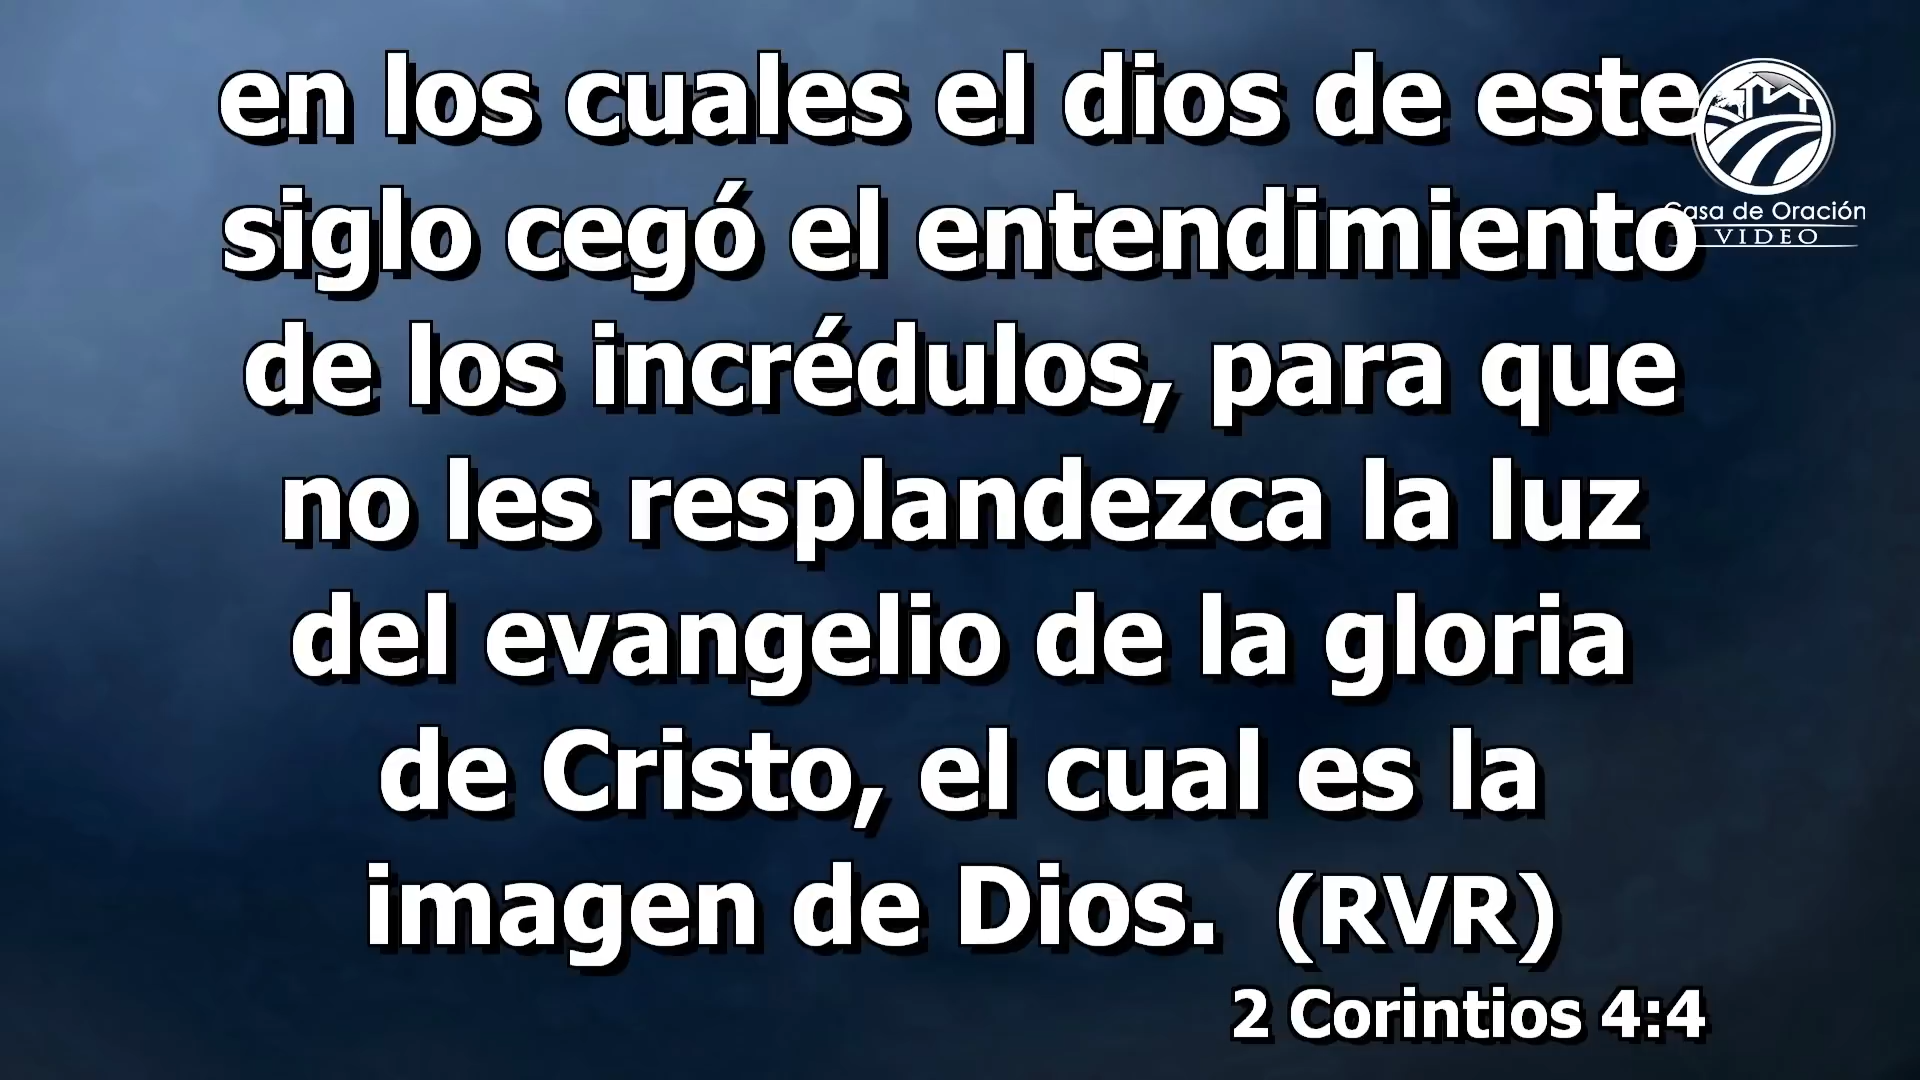 en los cuales el dios de este
siglo cegó el entendimiento
de los incrédulos, para que
no les resplandezca la luz
del evangelio de la gloria
de Cristo, el cual es la
imagen de Dios. (RVR)
2 Corintios 4:4
Casa de Oración
VIDEO